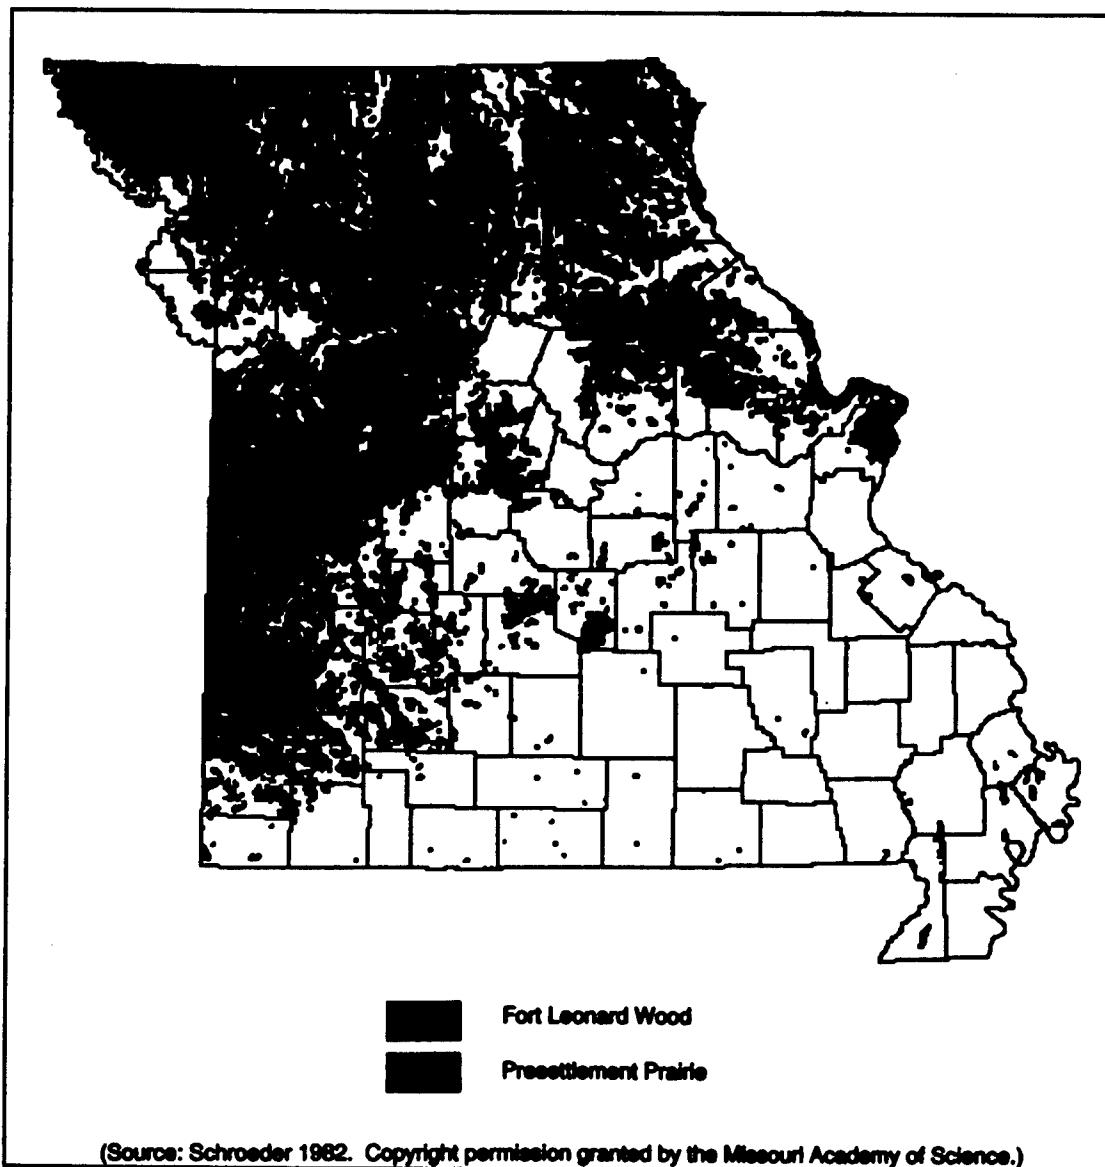 Fort Leonard Wood
Presettlement Prairie
(Source: Schroeder 1982. Copyright permission granted by the Missouri Academy of Science.)